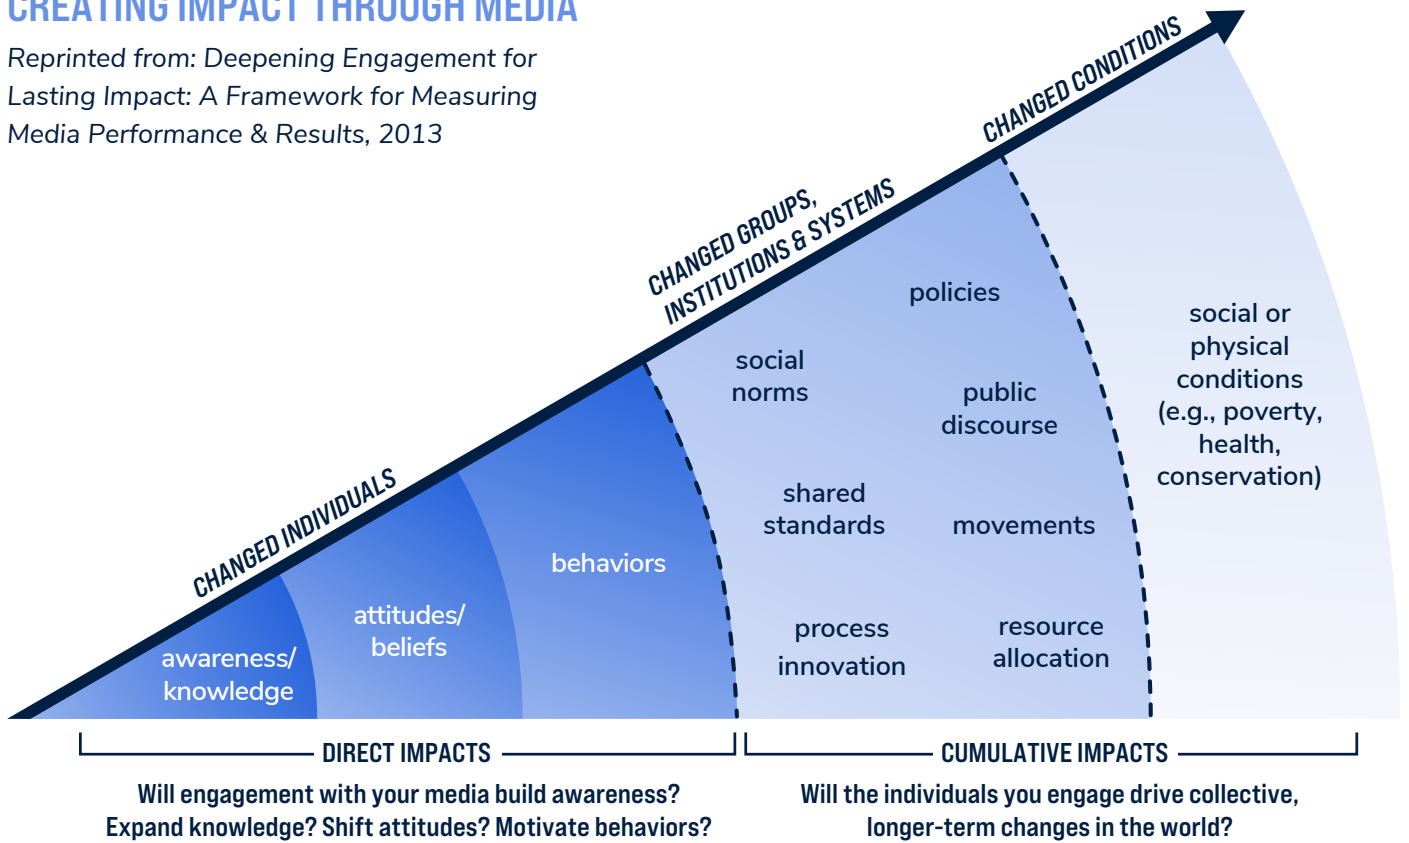 CREATING IMPACT THROUGH MEDIA
Reprinted from: Deepening Engagement for
Lasting Impact: A Framework for Measuring
Media Performance & Results, 2013
CHANGED INDIVIDUALS
CHANGED GROUPS,
INSTITUTIONS & SYSTEMS
CHANGED CONDITIONS
awareness/
knowledge
attitudes/
beliefs
behaviors
social
norms
shared
standards
process
innovation
policies
public
discourse
movements
resource
allocation
social or
physical
conditions
(e.g., poverty,
health,
conservation)
DIRECT IMPACTS
Will engagement with your media build awareness?
Expand knowledge? Shift attitudes? Motivate behaviors?
CUMULATIVE IMPACTS
Will the individuals you engage drive collective,
longer-term changes in the world?